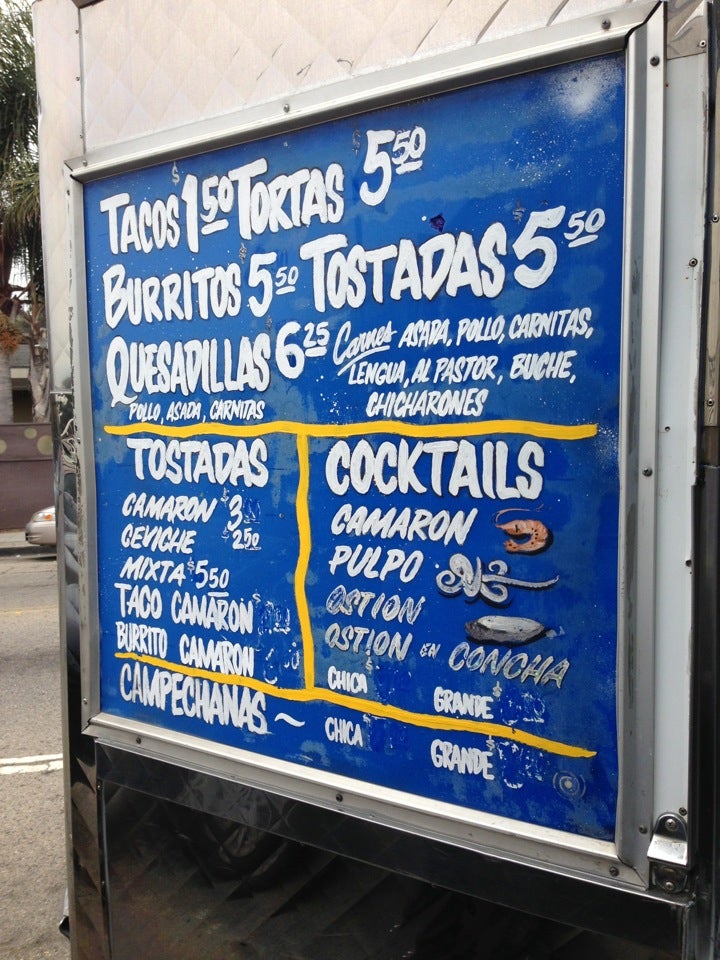 TACOS $1.50 TORTAS 5.50
BURRITOS 5.50 TOSTADAS $5.50
QUESADILLAS 6.25 Carnes ASADA, POLLO, CARNITAS,
LENGUA, AL PASTOR, BUCHE,
CHICHARONES
POLLO, ASADA, CARNITAS
TOSTADAS
CAMARON $3
CEVICHE $2.50
MIXTA $5.50
TACO CAMARON
BURRITO CAMARON
COCKTAILS
CAMARON
PULPO
OSTION
OSTION EN CONCHA
CHICA $ GRANDE $
CAMPECHANAS ~ CHICA $ GRANDE $